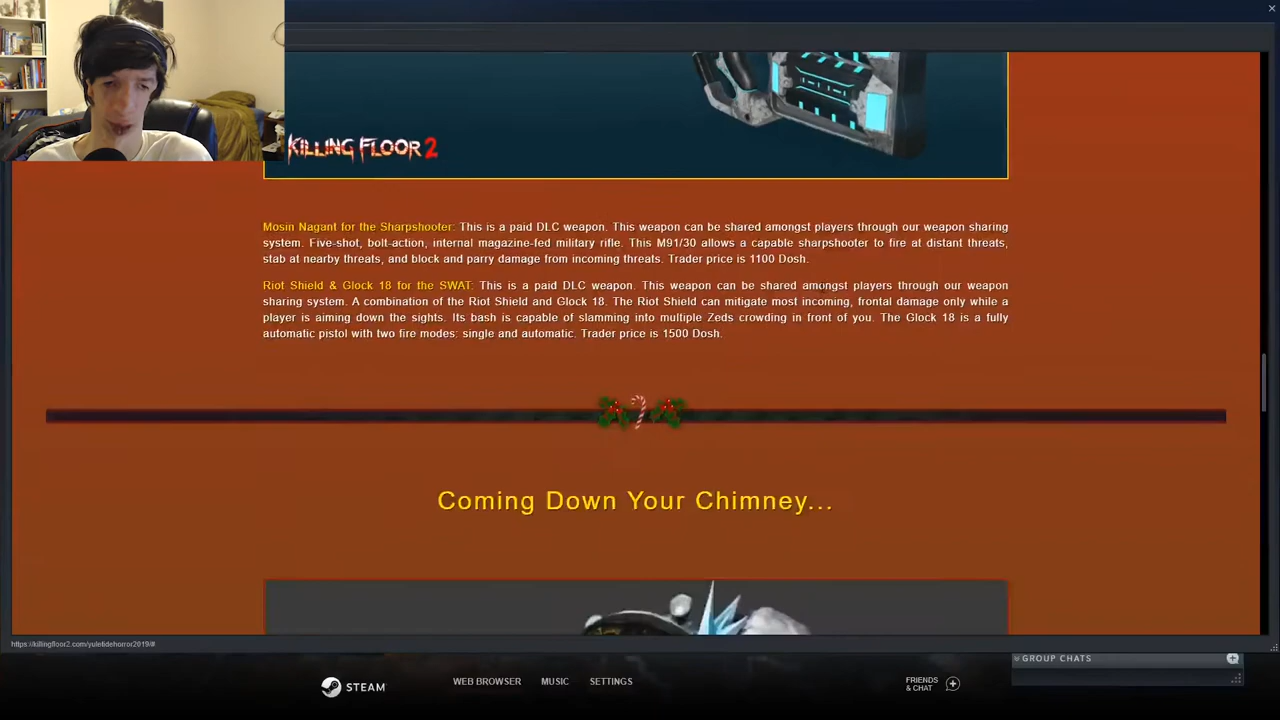 KILLING FLOOR 2
Mosin Nagant for the Sharpshooter: This is a paid DLC weapon. This weapon can be shared amongst players through our weapon sharing
system. Five-shot, bolt-action, internal magazine-fed military rifle. This M91/30 allows a capable sharpshooter to fire at distant threats,
stab at nearby threats, and block and parry damage from incoming threats. Trader price is 1100 Dosh.
Riot Shield & Glock 18 for the SWAT: This is a paid DLC weapon. This weapon can be shared amongst players through our weapon
sharing system. A combination of the Riot Shield and Glock 18. The Riot Shield can mitigate most incoming, frontal damage only while a
player is aiming down the sights. Its bash is capable of slamming into multiple Zeds crowding in front of you. The Glock 18 is a fully
automatic pistol with two fire modes: single and automatic. Trader price is 1500 Dosh.
Coming Down Your Chimney...
https://killingfloor2.com/yuletidehorror2019/#
GROUP CHATS
STEAM
WEB BROWSER
MUSIC
SETTINGS
FRIENDS
& CHAT